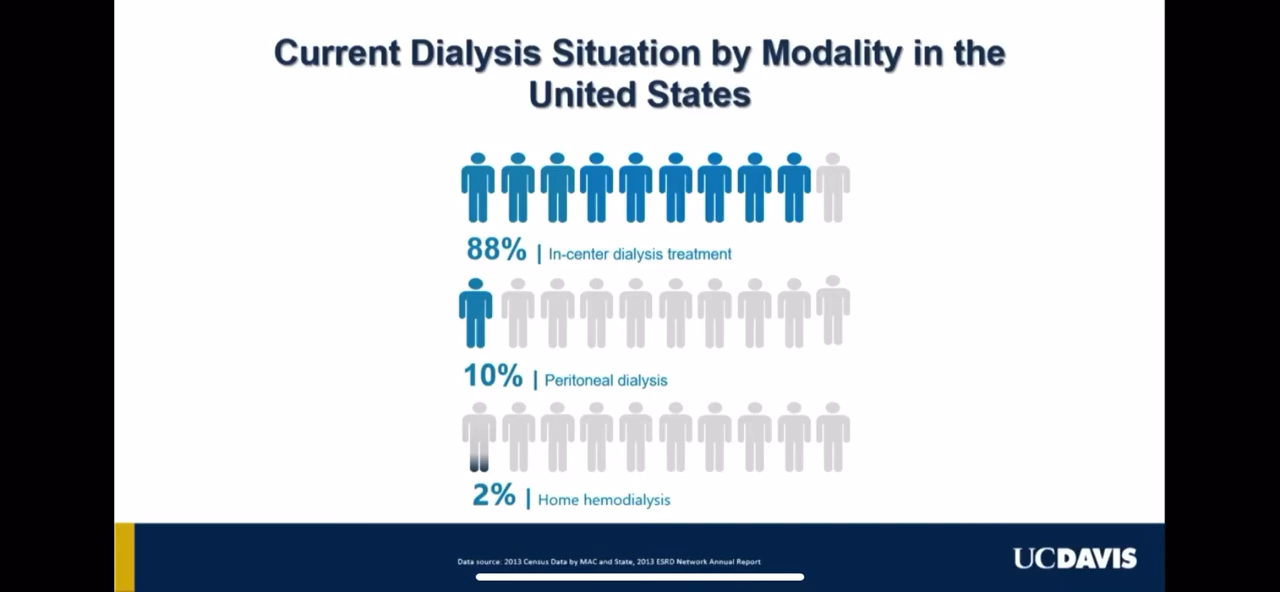 Current Dialysis Situation by Modality in the
United States
88% | In-center dialysis treatment
10% | Peritoneal dialysis
2% | Home hemodialysis
Data source: 2013 Census Data by MAC and State, 2013 ESRD Network Annual Report
UCDAVIS